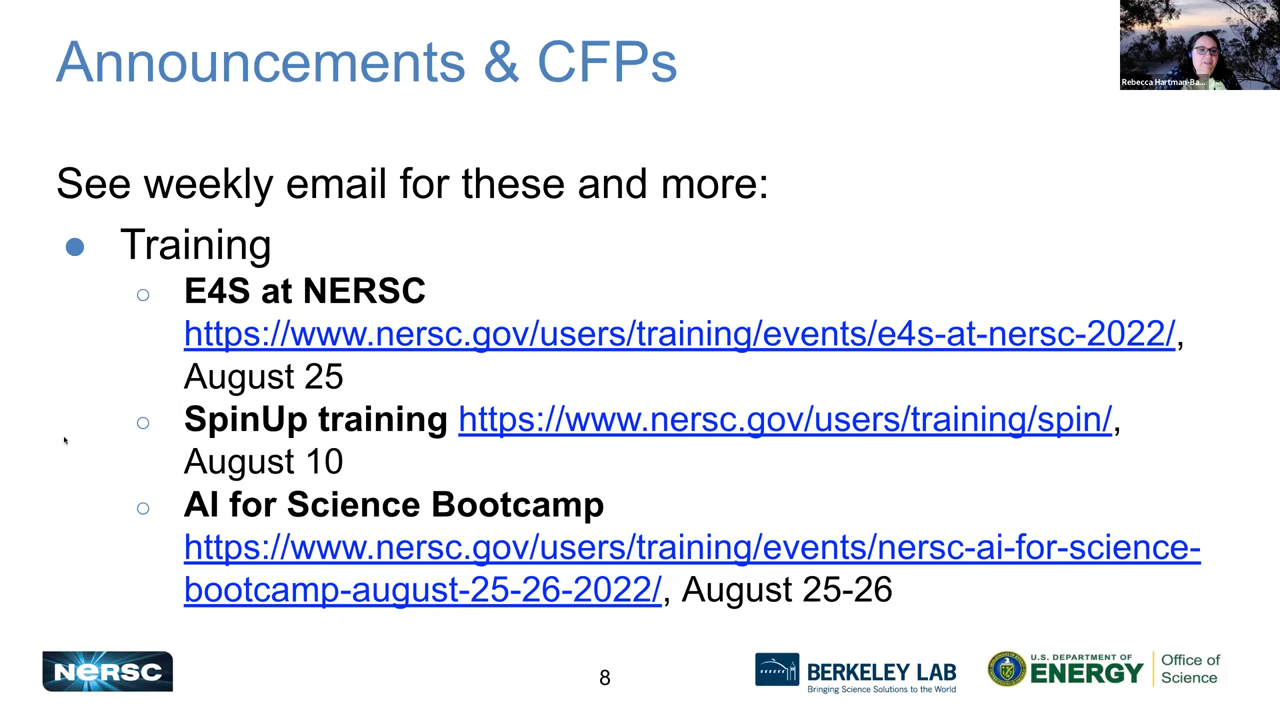 Announcements & CFPs
Rebecca Hartman-Ba...
See weekly email for these and more:
● Training
○ E4S at NERSC
https://www.nersc.gov/users/training/events/e4s-at-nersc-2022/,
August 25
○ SpinUp training https://www.nersc.gov/users/training/spin/,
August 10
○ AI for Science Bootcamp
https://www.nersc.gov/users/training/events/nersc-ai-for-science-
bootcamp-august-25-26-2022/, August 25-26
NERSC
8
BERKELEY LAB
Bringing Science Solutions to the World
U.S. DEPARTMENT OF
ENERGY
Office of
Science